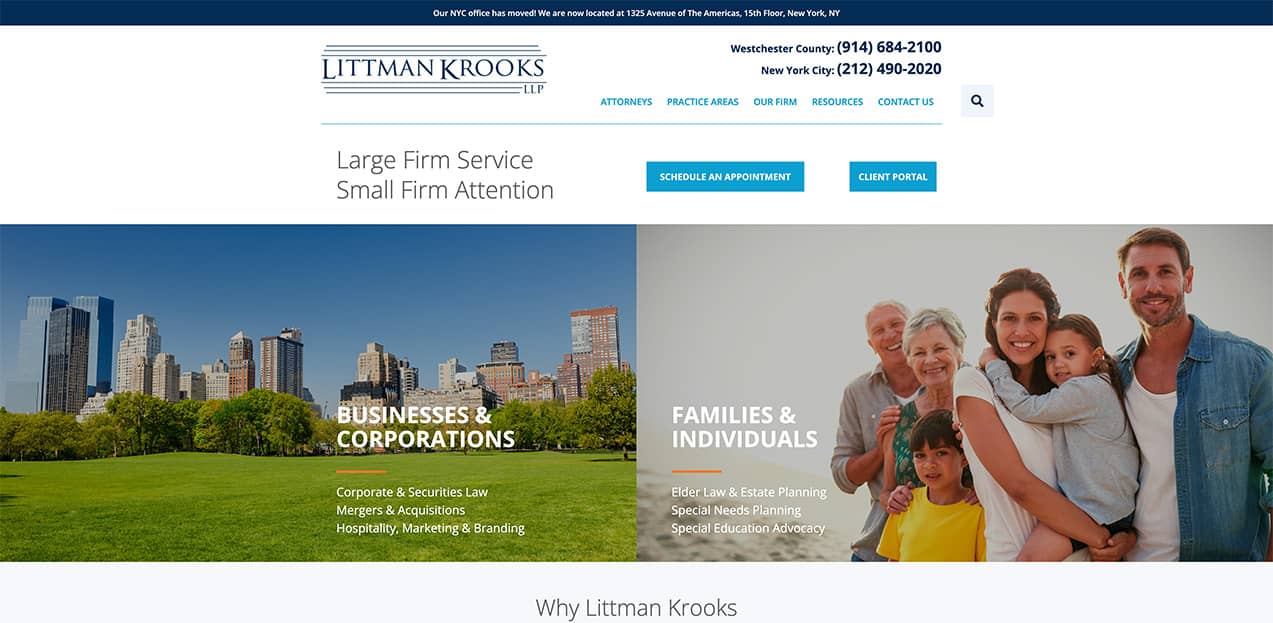 Our NYC office has moved! We are now located at 1325 Avenue of The Americas, 15th Floor, New York, NY
LITTMAN KROOKS
LLP
Westchester County: (914) 684-2100
New York City: (212) 490-2020
ATTORNEYS PRACTICE AREAS OUR FIRM RESOURCES CONTACT US
Large Firm Service
Small Firm Attention
SCHEDULE AN APPOINTMENT
CLIENT PORTAL
BUSINESSES &
CORPORATIONS
Corporate & Securities Law
Mergers & Acquisitions
Hospitality, Marketing & Branding
FAMILIES &
INDIVIDUALS
Elder Law & Estate Planning
Special Needs Planning
Special Education Advocacy
Why Littman Krooks